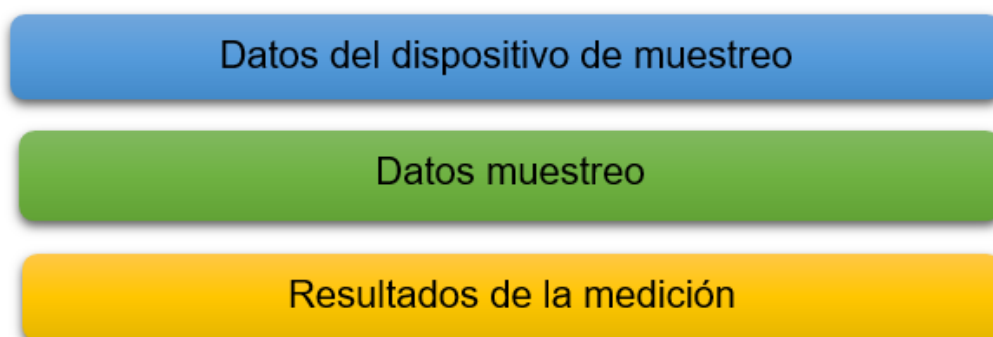 Datos del dispositivo de muestreo
Datos muestreo
Resultados de la medición